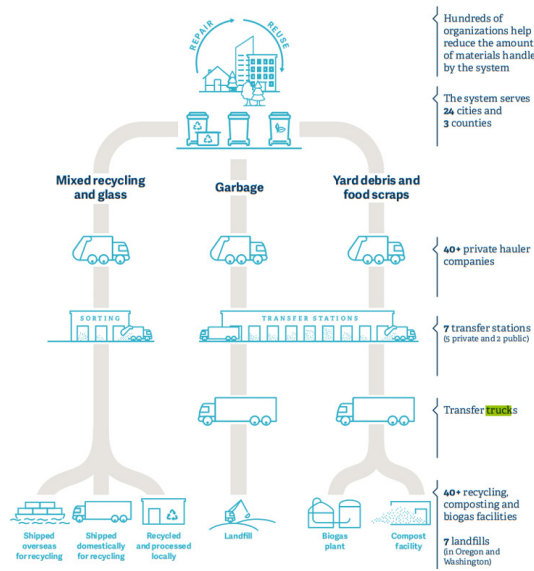 REPAIR
REUSE
Hundreds of
organizations help
reduce the amount
of materials handle
by the system
The system serves
24 cities and
3 counties
Mixed recycling
and glass
Garbage
Yard debris and
food scraps
40+ private hauler
companies
SORTING
TRANSFER STATIONS
7 transfer stations
(5 private and 2 public)
Transfer trucks
40+ recycling,
composting and
biogas facilities
7 landfills
(in Oregon and
Washington)
Shipped
overseas
for recycling
Shipped
domestically
for recycling
Recycled
and processed
locally
Landfill
Biogas
plant
Compost
facility